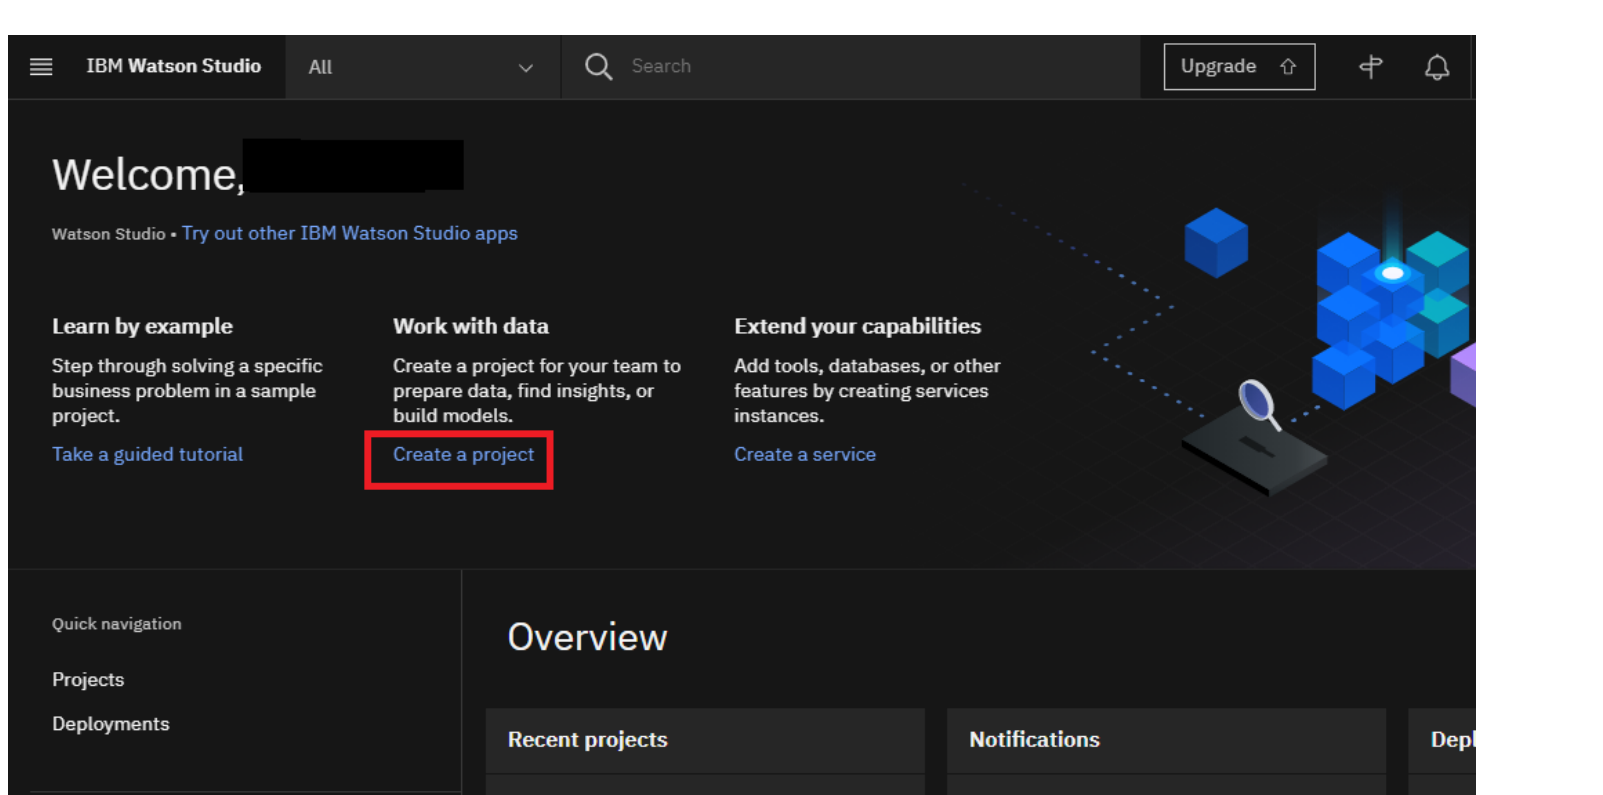 IBM Watson Studio
All
Search
Upgrade
Welcome,
Watson Studio • Try out other IBM Watson Studio apps
Learn by example
Step through solving a specific
business problem in a sample
project.
Take a guided tutorial
Work with data
Create a project for your team to
prepare data, find insights, or
build models.
Create a project
Extend your capabilities
Add tools, databases, or other
features by creating services
instances.
Create a service
Quick navigation
Projects
Deployments
Overview
Recent projects
Notifications